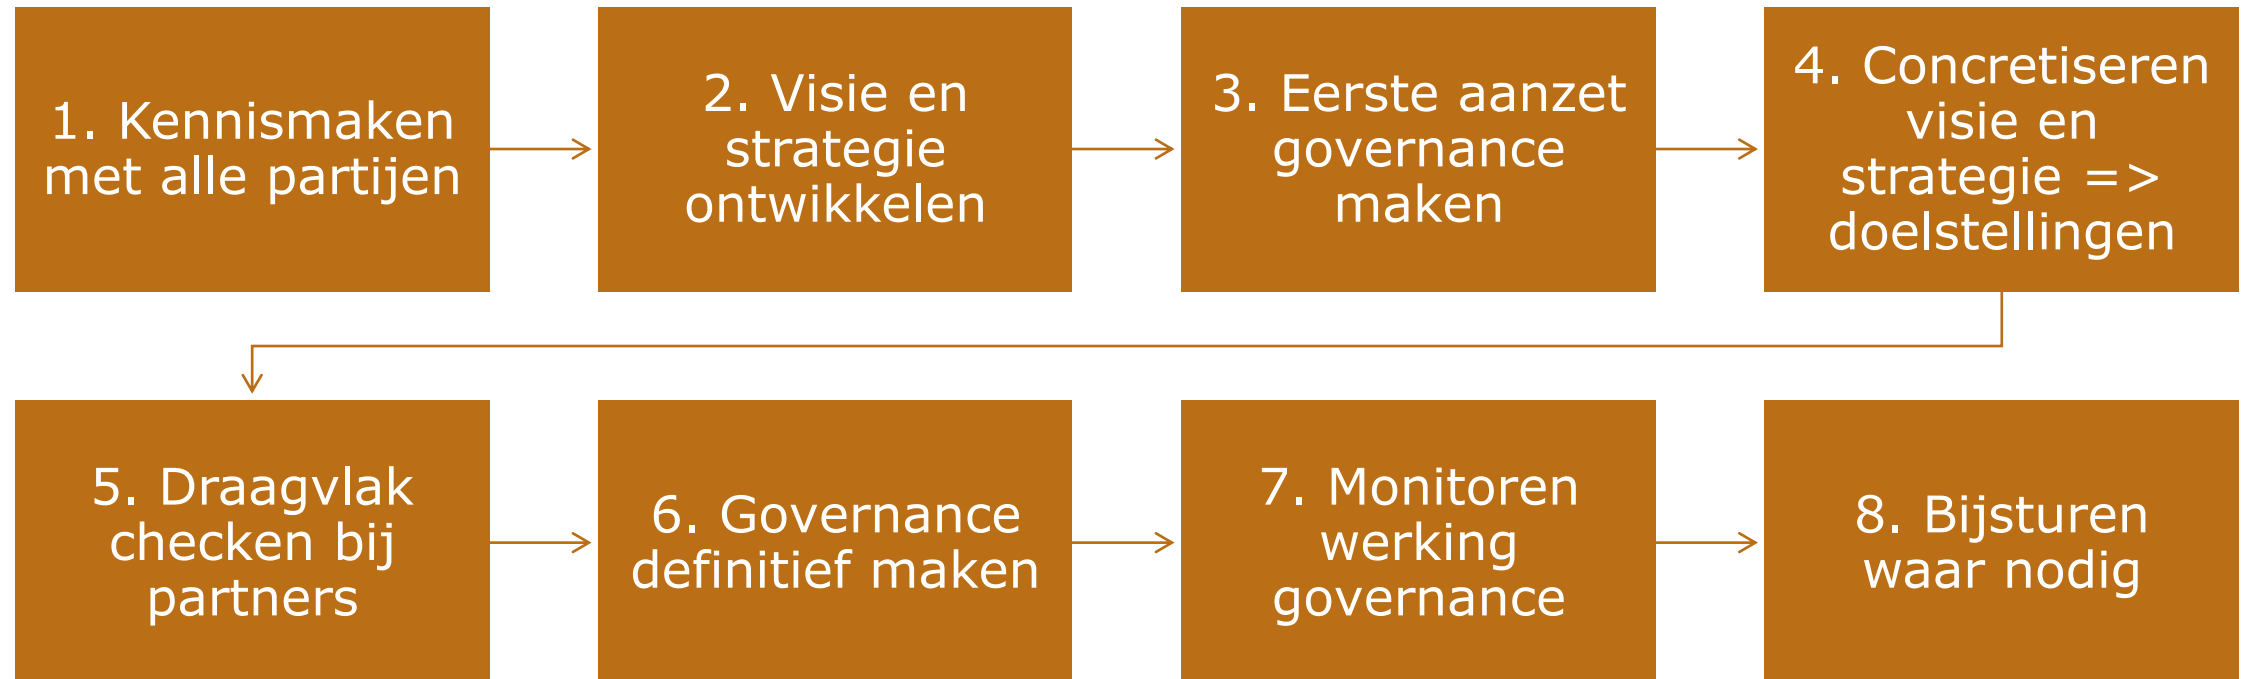 1. Kennismaken
met alle partijen
2. Visie en
strategie
ontwikkelen
3. Eerste aanzet
governance
maken
4. Concretiseren
visie en
strategie =>
doelstellingen
5. Draagvlak
checken bij
partners
6. Governance
definitief maken
7. Monitoren
werking
governance
8. Bijsturen
waar nodig